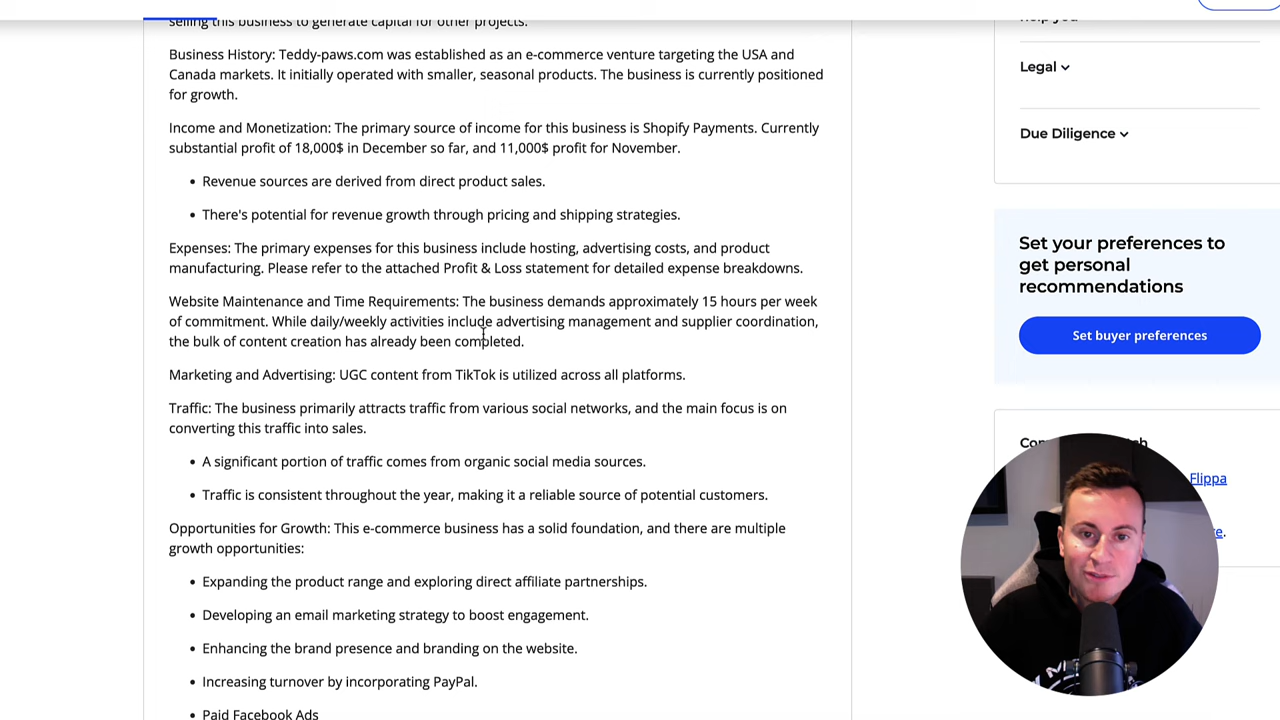 selling this business to generate capital for other projects.
Business History: Teddy-paws.com was established as an e-commerce venture targeting the USA and
Canada markets. It initially operated with smaller, seasonal products. The business is currently positioned
for growth.
Income and Monetization: The primary source of income for this business is Shopify Payments. Currently
substantial profit of 18,000$ in December so far, and 11,000$ profit for November.
• Revenue sources are derived from direct product sales.
• There's potential for revenue growth through pricing and shipping strategies.
Expenses: The primary expenses for this business include hosting, advertising costs, and product
manufacturing. Please refer to the attached Profit & Loss statement for detailed expense breakdowns.
Website Maintenance and Time Requirements: The business demands approximately 15 hours per week
of commitment. While daily/weekly activities include advertising management and supplier coordination,
the bulk of content creation has already been completed.
Marketing and Advertising: UGC content from TikTok is utilized across all platforms.
Traffic: The business primarily attracts traffic from various social networks, and the main focus is on
converting this traffic into sales.
• A significant portion of traffic comes from organic social media sources.
• Traffic is consistent throughout the year, making it a reliable source of potential customers.
Opportunities for Growth: This e-commerce business has a solid foundation, and there are multiple
growth opportunities:
• Expanding the product range and exploring direct affiliate partnerships.
• Developing an email marketing strategy to boost engagement.
• Enhancing the brand presence and branding on the website.
• Increasing turnover by incorporating PayPal.
• Paid Facebook Ads
Legal
Due Diligence
Set your preferences to
get personal
recommendations
Set buyer preferences
Flippa